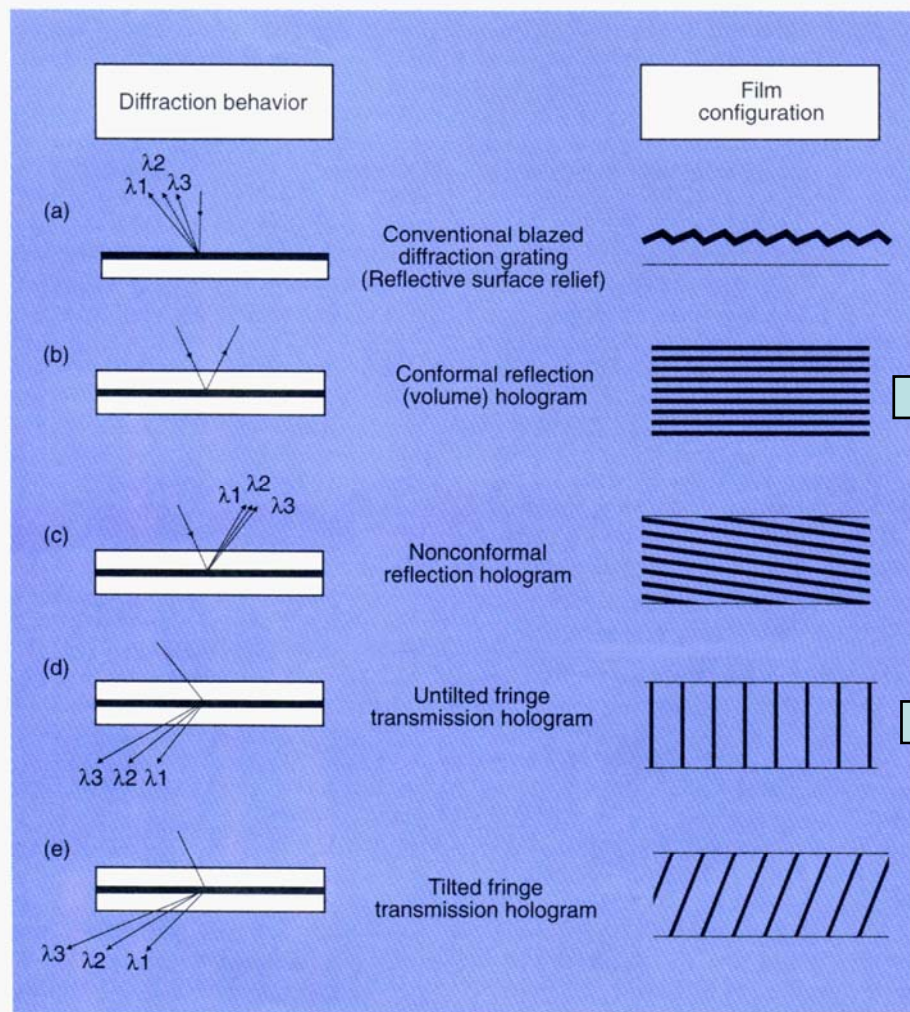 Diffraction behavior
Film
configuration
(a)
λ1
λ2
λ3
Conventional blazed
diffraction grating
(Reflective surface relief)
(b)
Conformal reflection
(volume) hologram
(c)
λ1
λ2
λ3
Nonconformal
reflection hologram
(d)
λ3 λ2 λ1
Untilted fringe
transmission hologram
(e)
λ3 λ2 λ1
Tilted fringe
transmission hologram